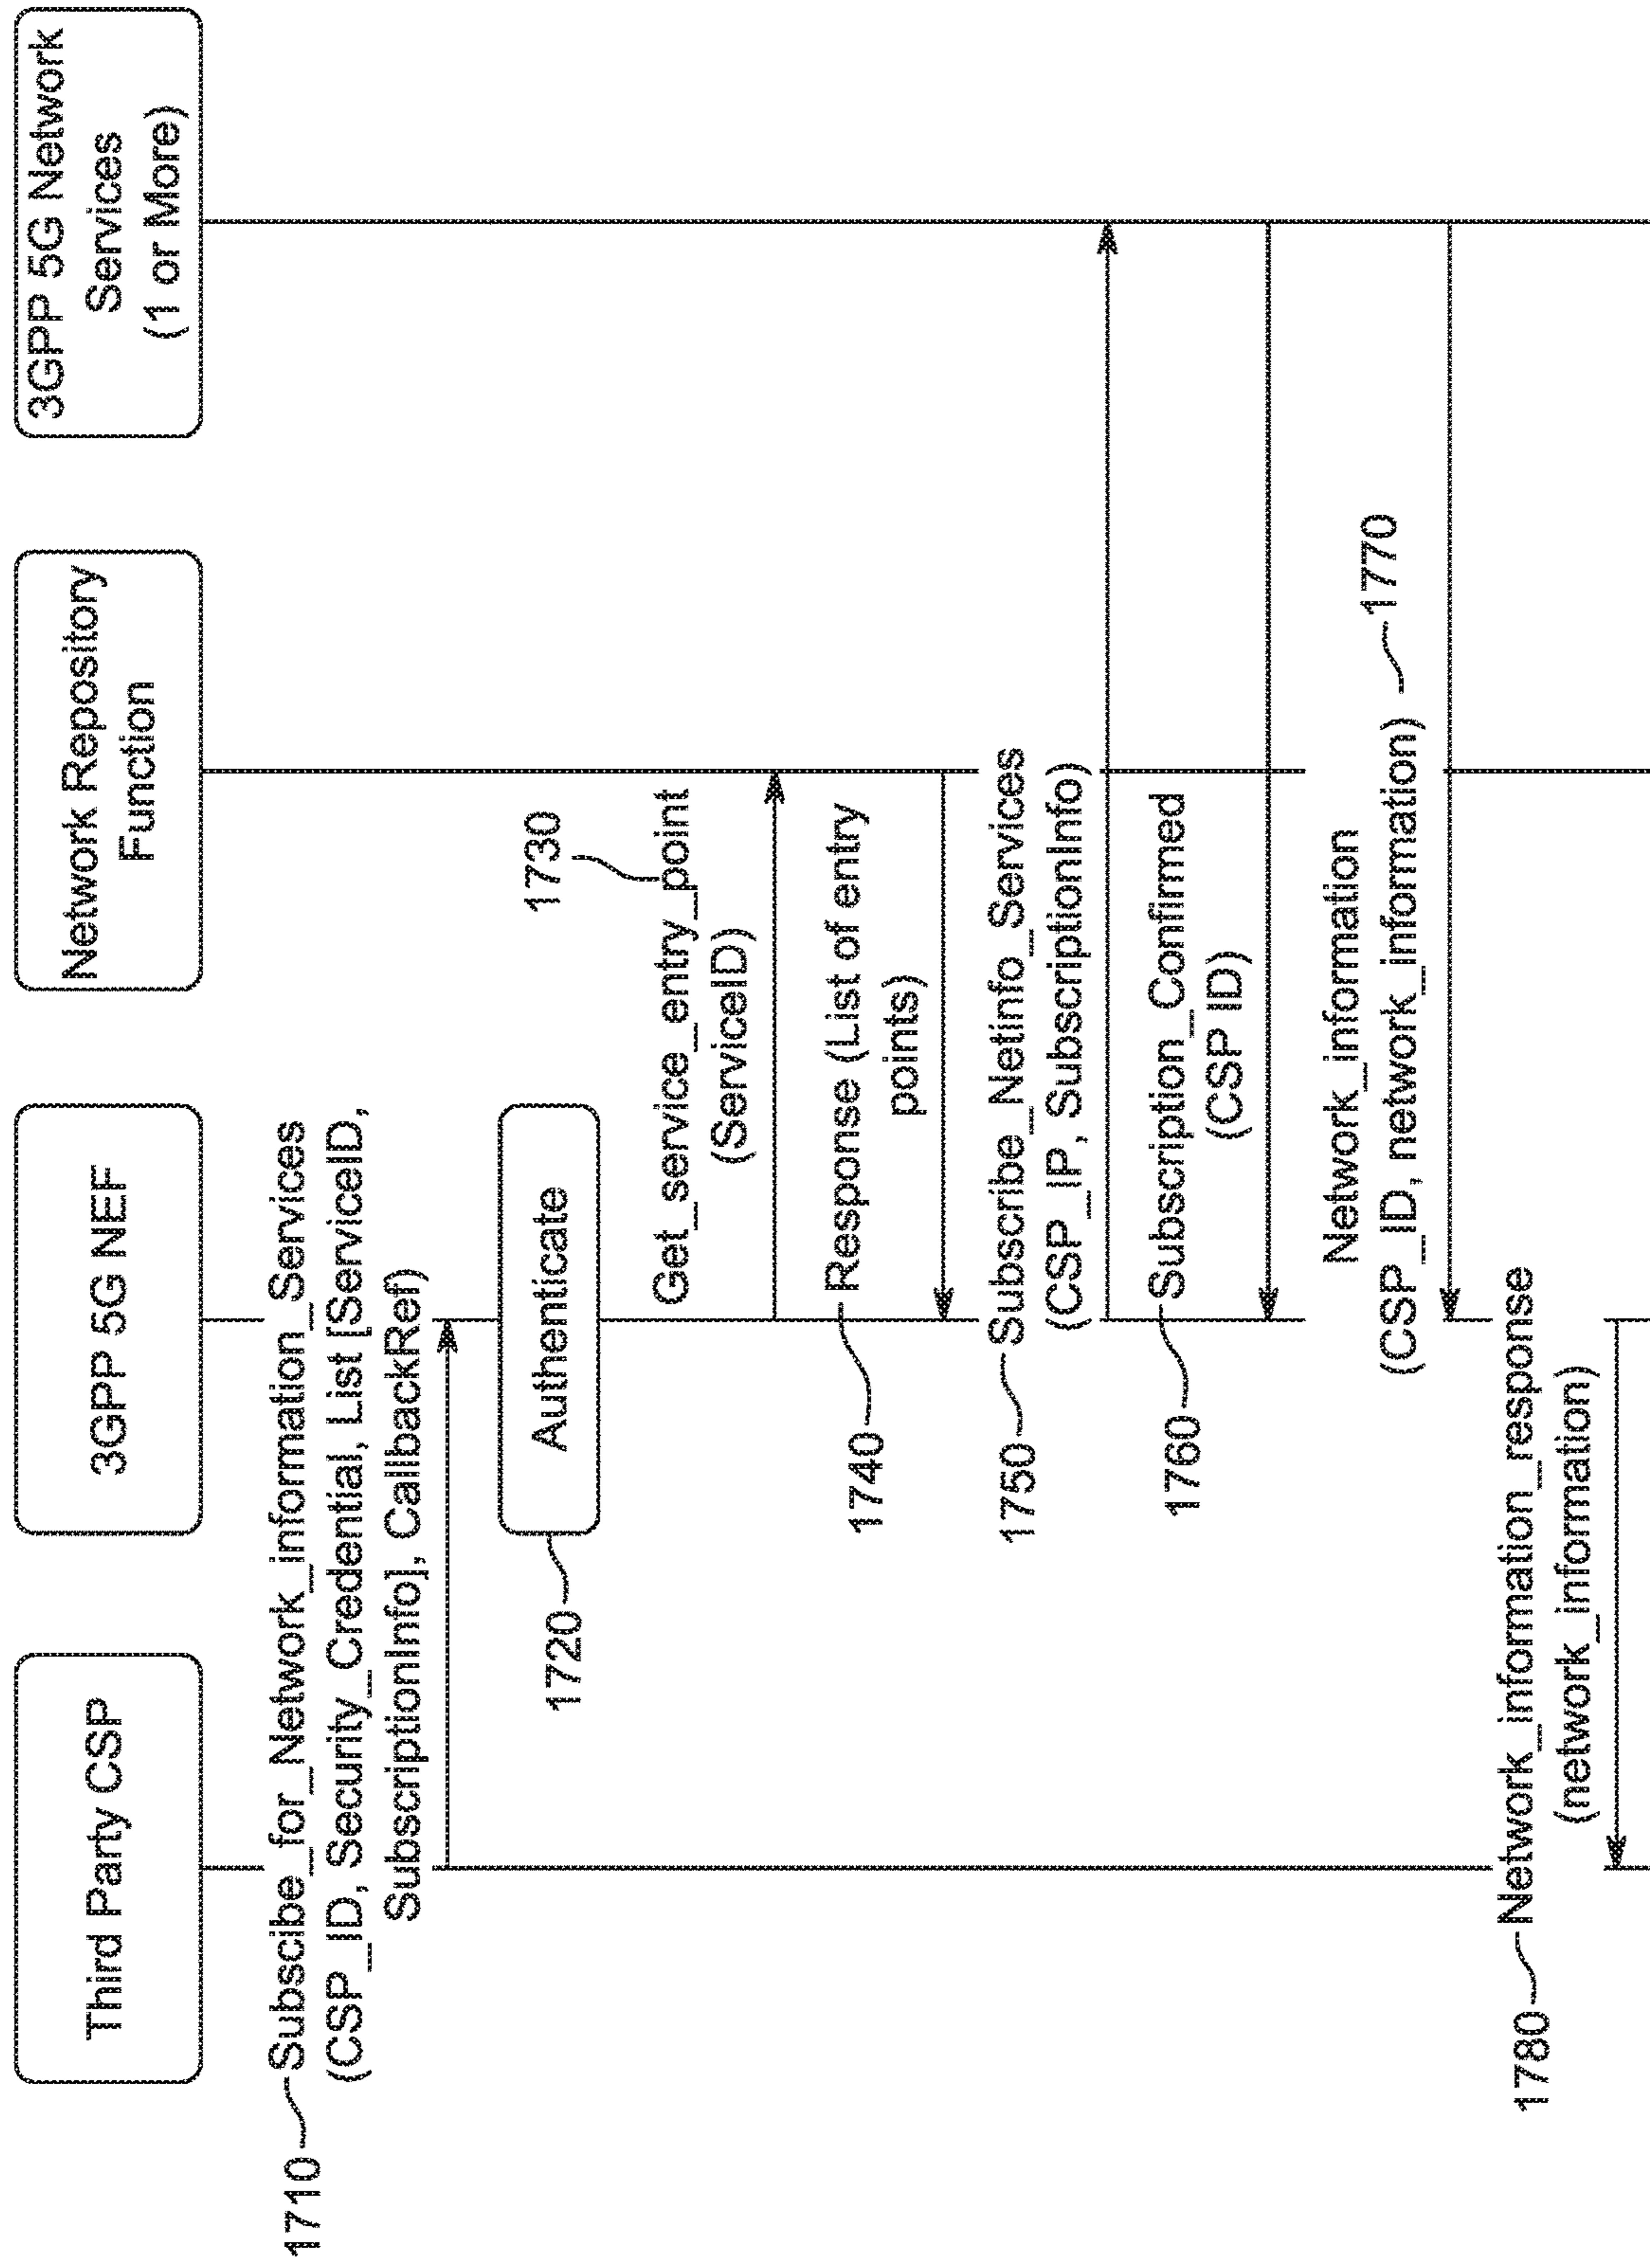 Third Party CSP
3GPP 5G NEF
Network Repository
Function
3GPP 5G Network
Services
(1 or More)
1710
Subscibe_for_Network_information_Services
(CSP_ID, Security_Credential, List [ServiceID,
SubscriptionInfo], CallbackRef)
1720
Authenticate
1730
Get_service_entry_point
(ServiceID)
1740
Response (List of entry
points)
1750
Subscribe_Netinfo_Services
(CSP_IP, SubscriptionInfo)
1760
Subscription_Confirmed
(CSP ID)
Network_information
(CSP_ID, network_information)
1770
1780
Network_information_response
(network_information)